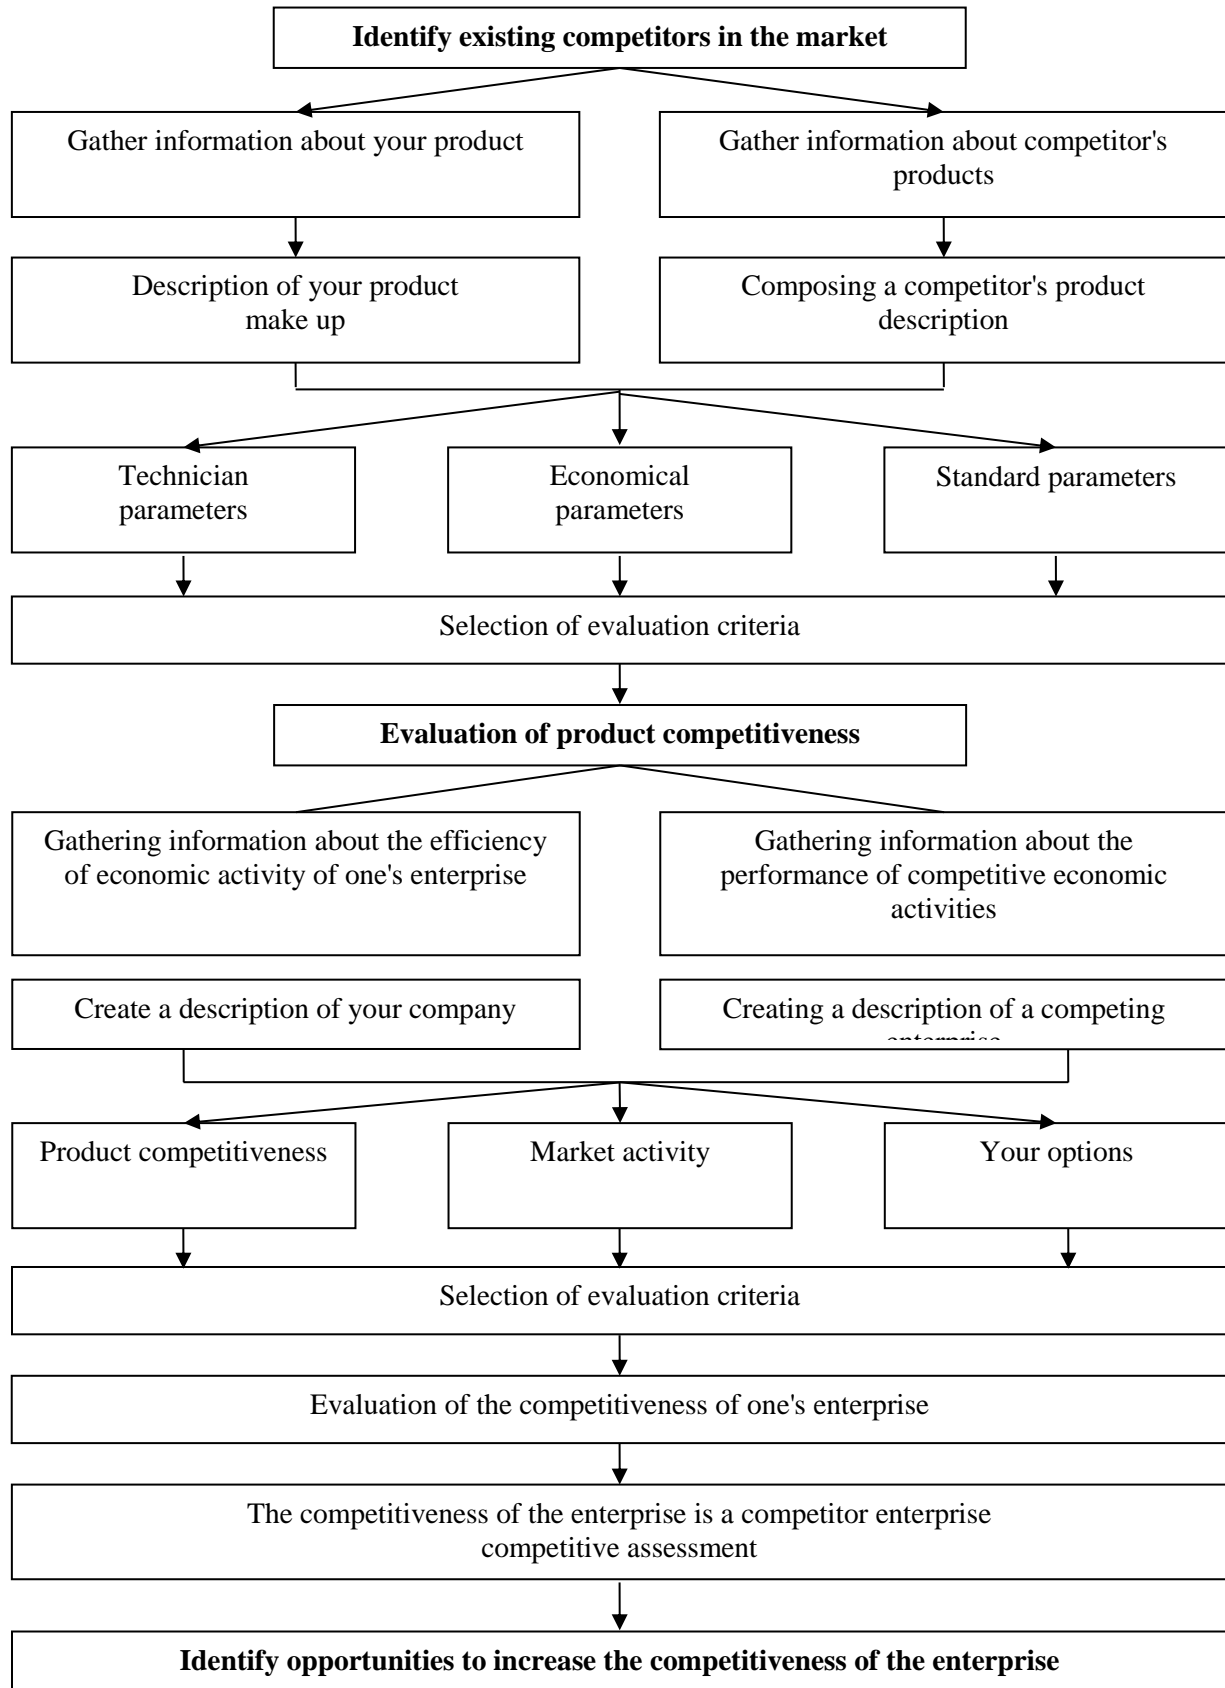 Identify existing competitors in the market
Gather information about your product
Gather information about competitor's
products
Description of your product
make up
Composing a competitor's product
description
Technician
parameters
Economical
parameters
Standard parameters
Selection of evaluation criteria
Evaluation of product competitiveness
Gathering information about the efficiency
of economic activity of one's enterprise
Gathering information about the
performance of competitive economic
activities
Create a description of your company
Creating a description of a competing
enterprise
Product competitiveness
Market activity
Your options
Selection of evaluation criteria
Evaluation of the competitiveness of one's enterprise
The competitiveness of the enterprise is a competitor enterprise
competitive assessment
Identify opportunities to increase the competitiveness of the enterprise